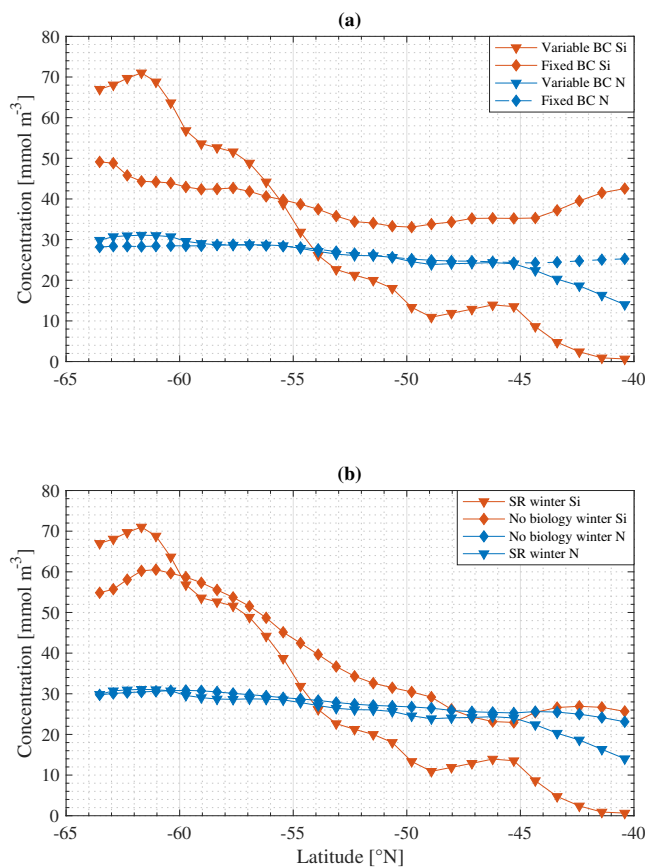 (a)
80
70
60
50
40
30
20
10
0
Concentration [mmol m-3]
Variable BC Si
Fixed BC Si
Variable BC N
Fixed BC N
-65 -60 -55 -50 -45 -40
(b)
80
70
60
50
40
30
20
10
0
Concentration [mmol m-3]
SR winter Si
No biology winter Si
No biology winter N
SR winter N
-65 -60 -55 -50 -45 -40
Latitude [°N]